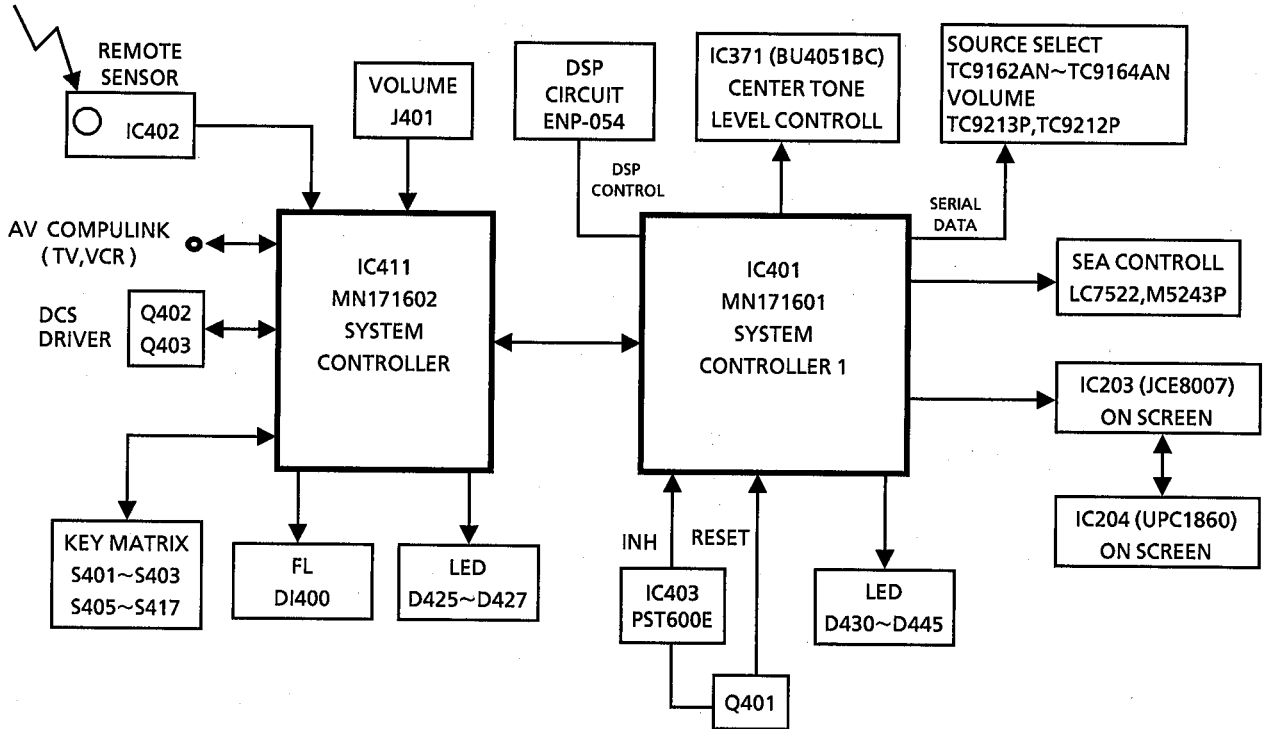 REMOTE
SENSOR
IC402
VOLUME
J401
DSP
CIRCUIT
ENP-054
IC371 (BU4051BC)
CENTER TONE
LEVEL CONTROLL
SOURCE SELECT
TC9162AN~TC9164AN
VOLUME
TC9213P,TC9212P
DSP
CONTROL
SERIAL
DATA
AV COMPULINK
(TV,VCR)
IC411
MN171602
SYSTEM
CONTROLLER
IC401
MN171601
SYSTEM
CONTROLLER 1
SEA CONTROLL
LC7522,M5243P
DCS
DRIVER
Q402
Q403
IC203 (JCE8007)
ON SCREEN
IC204 (UPC1860)
ON SCREEN
KEY MATRIX
S401~S403
S405~S417
FL
DI400
LED
D425~D427
INH
RESET
IC403
PST600E
LED
D430~D445
Q401